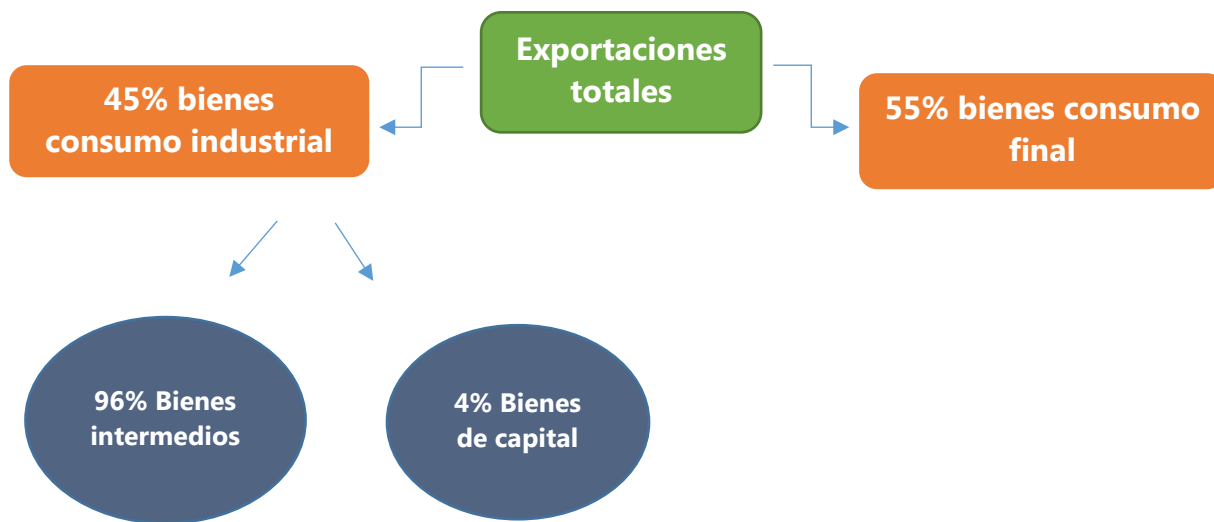 Exportaciones
totales
45% bienes
consumo industrial
55% bienes consumo
final
96% Bienes
intermedios
4% Bienes
de capital